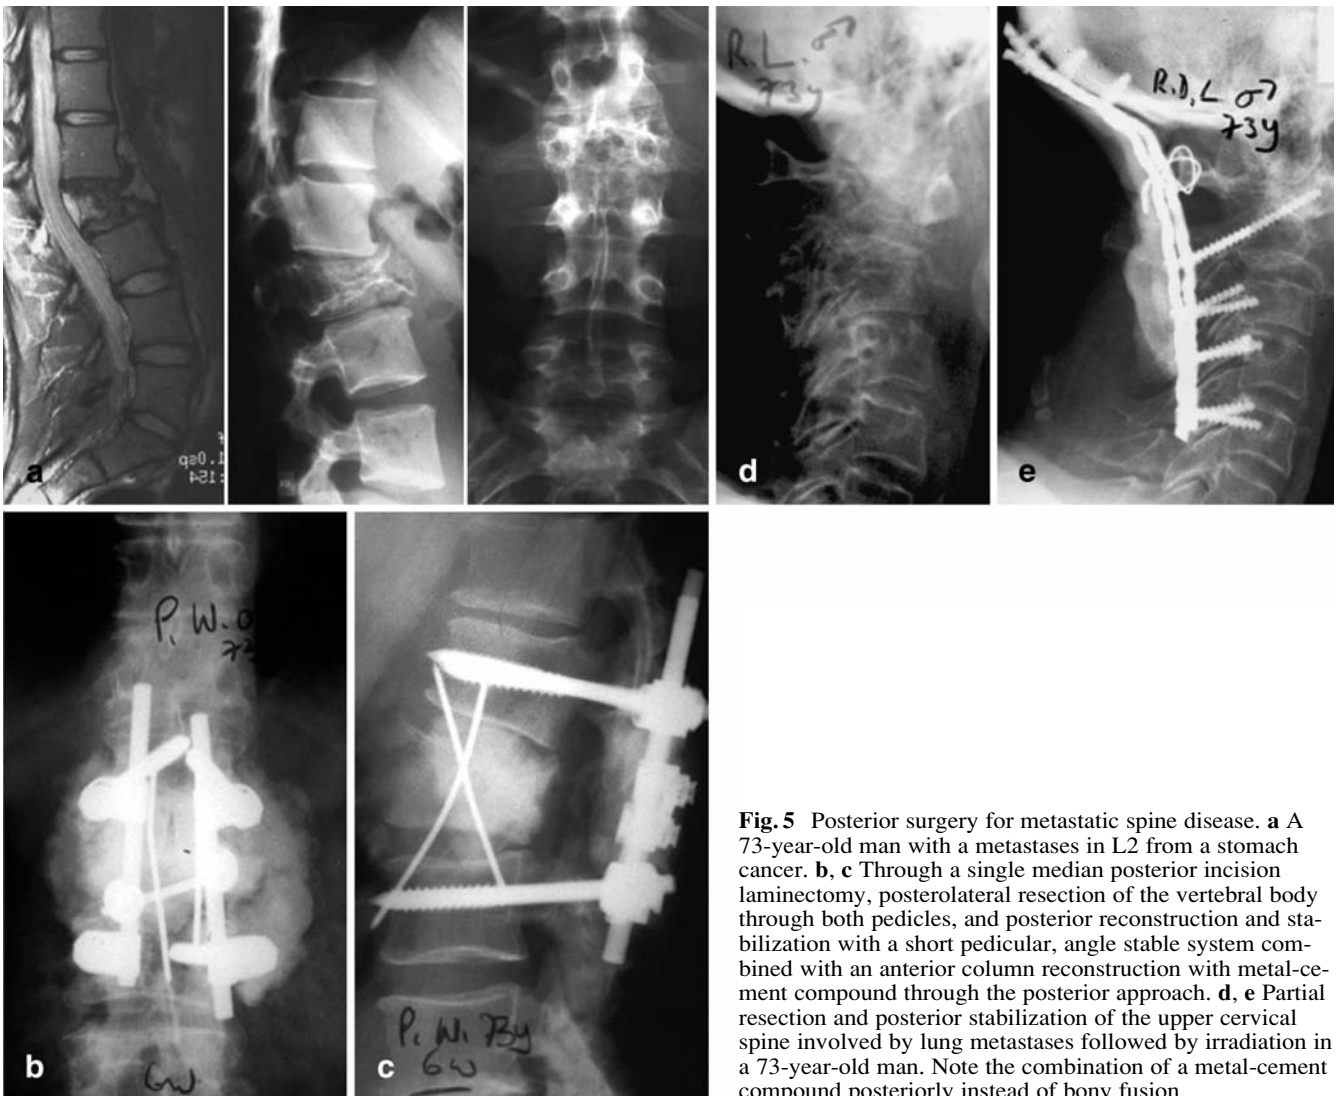 R. L. ♂
73y
R. D. L ♂
73y
a
d
e
P. W.
73
6w
b
P. W. 73y
6w
c
Fig. 5 Posterior surgery for metastatic spine disease. a A
73-year-old man with a metastases in L2 from a stomach
cancer. b, c Through a single median posterior incision
laminectomy, posterolateral resection of the vertebral body
through both pedicles, and posterior reconstruction and sta-
bilization with a short pedicular, angle stable system com-
bined with an anterior column reconstruction with metal-ce-
ment compound through the posterior approach. d, e Partial
resection and posterior stabilization of the upper cervical
spine involved by lung metastases followed by irradiation in
a 73-year-old man. Note the combination of a metal-cement
compound posteriorly instead of bony fusion